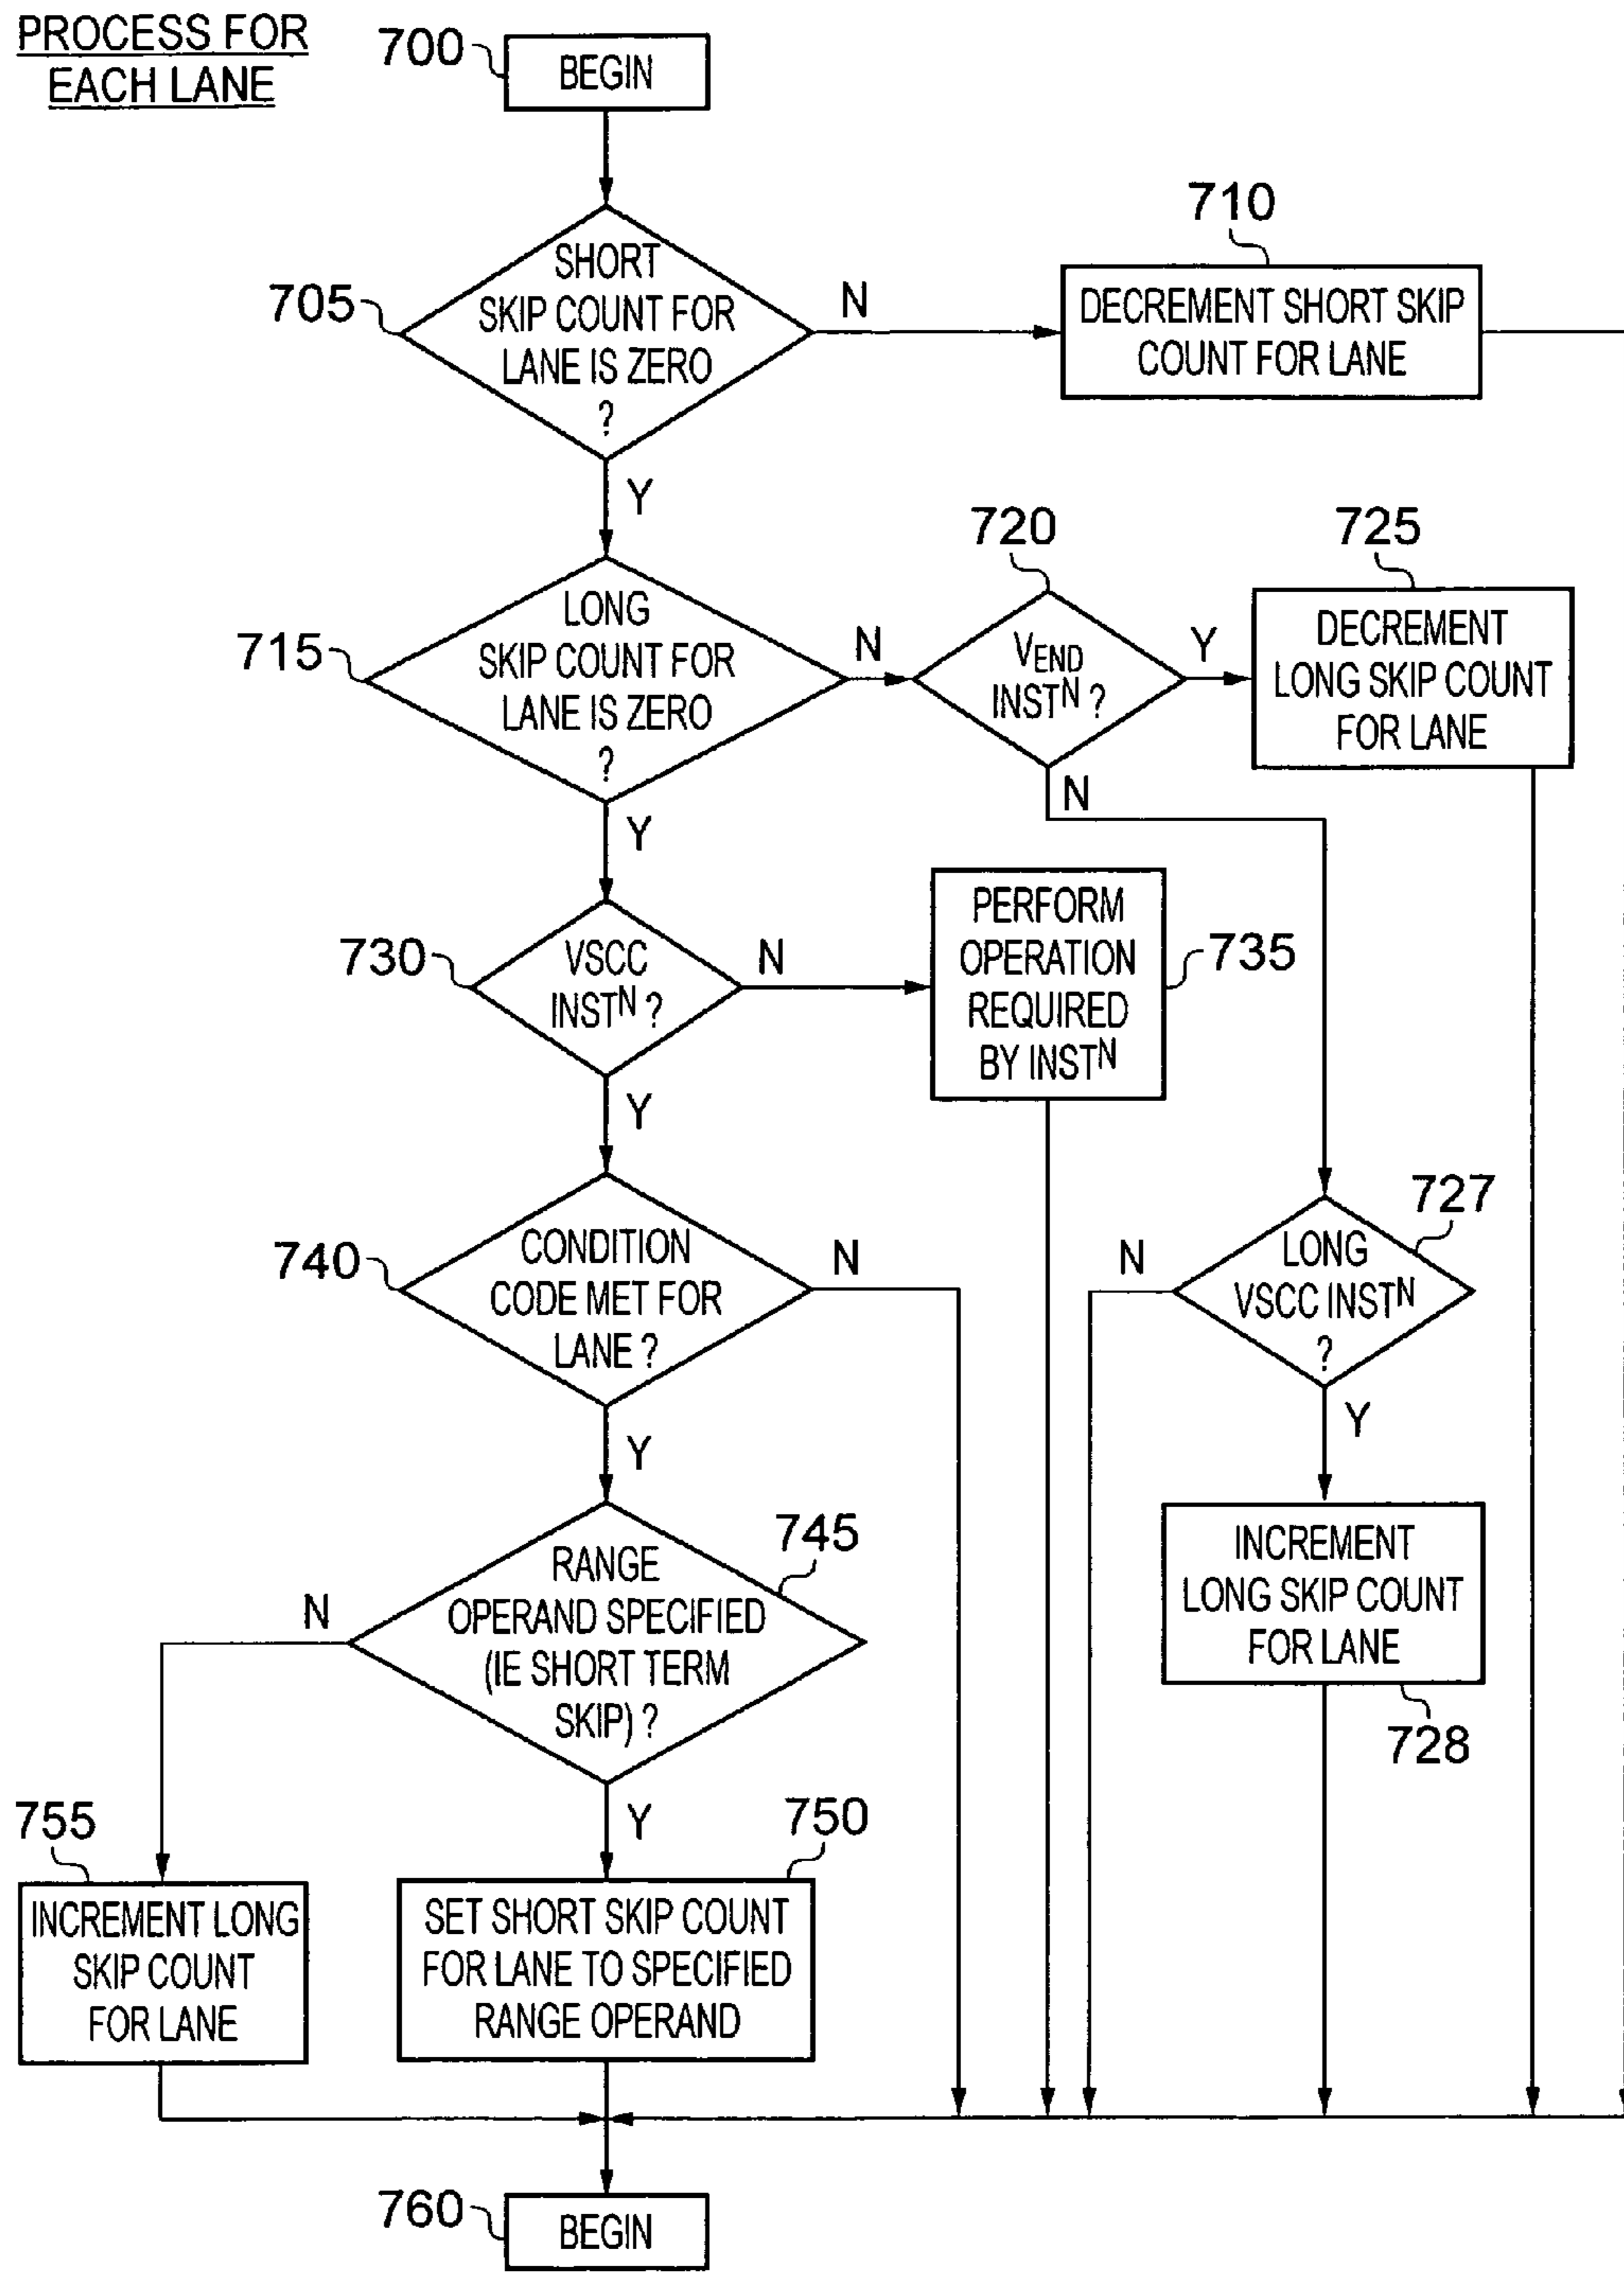 PROCESS FOR
EACH LANE
700
BEGIN
705
SHORT
SKIP COUNT FOR
LANE IS ZERO
?
N
Y
710
DECREMENT SHORT SKIP
COUNT FOR LANE
715
LONG
SKIP COUNT FOR
LANE IS ZERO
?
N
Y
720
VEND
INSTN ?
Y
N
725
DECREMENT
LONG SKIP COUNT
FOR LANE
730
VSCC
INSTN ?
N
Y
PERFORM
OPERATION
REQUIRED
BY INSTN
735
740
CONDITION
CODE MET FOR
LANE ?
N
Y
727
LONG
VSCC INSTN
?
N
Y
745
RANGE
OPERAND SPECIFIED
(IE SHORT TERM
SKIP) ?
N
Y
INCREMENT
LONG SKIP COUNT
FOR LANE
728
755
INCREMENT LONG
SKIP COUNT
FOR LANE
750
SET SHORT SKIP COUNT
FOR LANE TO SPECIFIED
RANGE OPERAND
760
BEGIN